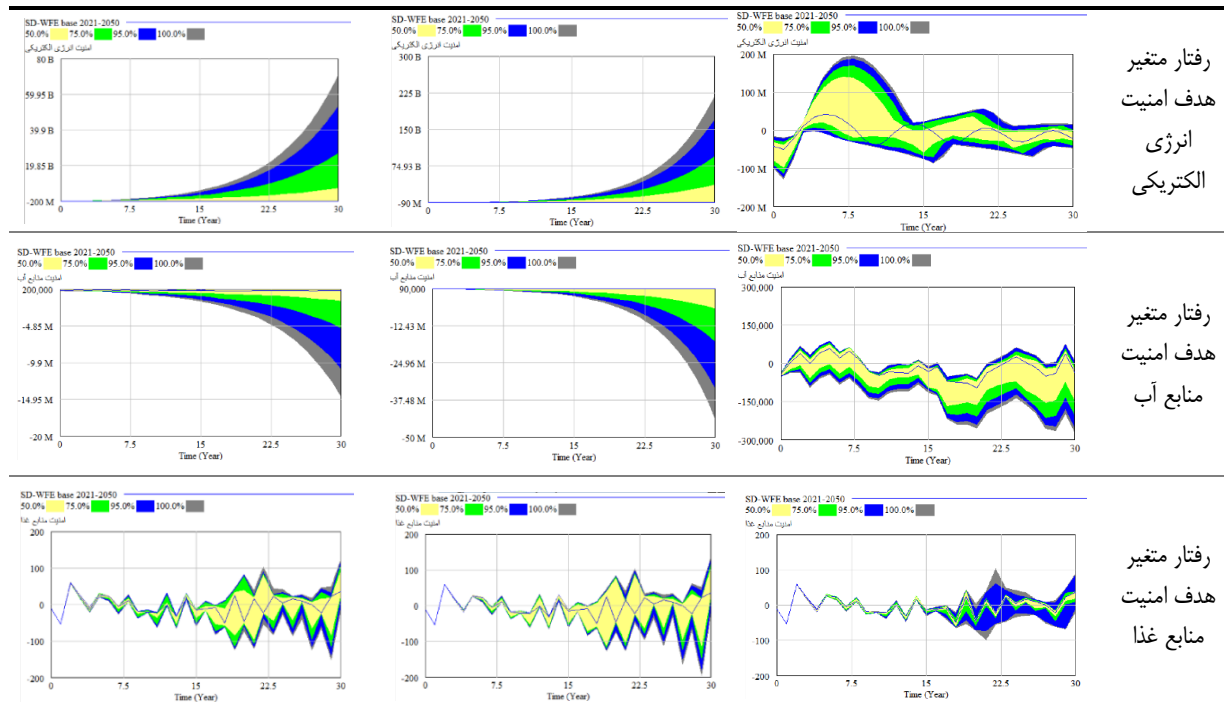 SD-WFE base 2021-2050
50.0% 75.0% 95.0% 100.0%
امنیت انرژی الکتریکی
80 B
59.95 B
39.9 B
19.85 B
-200 M
0 7.5 15 22.5 30
Time (Year)
SD-WFE base 2021-2050
50.0% 75.0% 95.0% 100.0%
امنیت انرژی الکتریکی
300 B
225 B
150 B
74.93 B
-90 M
0 7.5 15 22.5 30
Time (Year)
SD-WFE base 2021-2050
50.0% 75.0% 95.0% 100.0%
امنیت انرژی الکتریکی
200 M
100 M
0
-100 M
-200 M
0 7.5 15 22.5 30
Time (Year)
رفتار متغیر
هدف امنیت
انرژی
الکتریکی
SD-WFE base 2021-2050
50.0% 75.0% 95.0% 100.0%
امنیت منابع آب
200,000
-4.85 M
-9.9 M
-14.95 M
-20 M
0 7.5 15 22.5 30
Time (Year)
SD-WFE base 2021-2050
50.0% 75.0% 95.0% 100.0%
امنیت منابع آب
90,000
-12.43 M
-24.96 M
-37.48 M
-50 M
0 7.5 15 22.5 30
Time (Year)
SD-WFE base 2021-2050
50.0% 75.0% 95.0% 100.0%
امنیت منابع آب
300,000
150,000
0
-150,000
-300,000
0 7.5 15 22.5 30
Time (Year)
رفتار متغیر
هدف امنیت
منابع آب
SD-WFE base 2021-2050
50.0% 75.0% 95.0% 100.0%
امنیت منابع غذا
200
100
0
-100
-200
0 7.5 15 22.5 30
Time (Year)
SD-WFE base 2021-2050
50.0% 75.0% 95.0% 100.0%
امنیت منابع غذا
200
100
0
-100
-200
0 7.5 15 22.5 30
Time (Year)
SD-WFE base 2021-2050
50.0% 75.0% 95.0% 100.0%
امنیت منابع غذا
200
100
0
-100
-200
0 7.5 15 22.5 30
Time (Year)
رفتار متغیر
هدف امنیت
منابع غذا